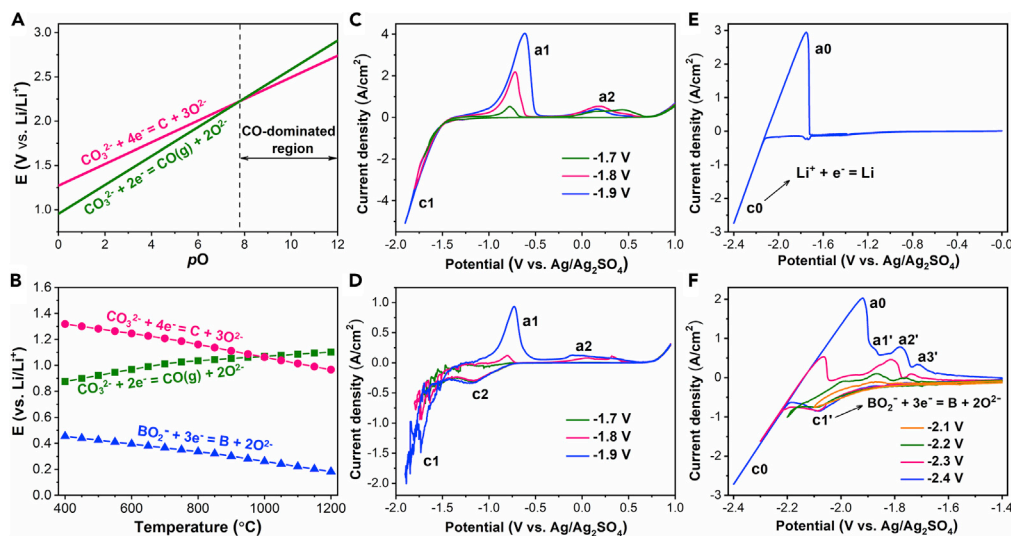 A
E (V vs. Li/Li⁺)
3.0
2.5
2.0
1.5
1.0
CO₃²⁻ + 4e⁻ = C + 3O²⁻
CO₃²⁻ + 2e⁻ = CO(g) + 2O²⁻
CO-dominated
region
0 2 4 6 8 10 12
pO
B
E (vs. Li/Li⁺)
1.6
1.4
1.2
1.0
0.8
0.6
0.4
0.2
0.0
CO₃²⁻ + 4e⁻ = C + 3O²⁻
CO₃²⁻ + 2e⁻ = CO(g) + 2O²⁻
BO₂⁻ + 3e⁻ = B + 2O²⁻
400 500 600 700 800 900 1000 1100 1200
Temperature (°C)
C
Current density (A/cm²)
4
2
0
-2
-4
a1
a2
c1
-1.7 V
-1.8 V
-1.9 V
-2.0 -1.5 -1.0 -0.5 0.0 0.5 1.0
Potential (V vs. Ag/Ag₂SO₄)
D
Current density (A/cm²)
1.0
0.5
0.0
-0.5
-1.0
-1.5
-2.0
a1
a2
c2
c1
-1.7 V
-1.8 V
-1.9 V
-2.0 -1.5 -1.0 -0.5 0.0 0.5 1.0
Potential (V vs. Ag/Ag₂SO₄)
E
Current density (A/cm²)
3
2
1
0
-1
-2
-3
a0
Li⁺ + e⁻ = Li
c0
-2.4 -2.0 -1.6 -1.2 -0.8 -0.4 0.0
Potential (V vs. Ag/Ag₂SO₄)
F
Current density (A/cm²)
3
2
1
0
-1
-2
-3
a0
a1' a2'
a3'
c1' BO₂⁻ + 3e⁻ = B + 2O²⁻
c0
-2.1 V
-2.2 V
-2.3 V
-2.4 V
-2.4 -2.2 -2.0 -1.8 -1.6 -1.4
Potential (V vs. Ag/Ag₂SO₄)